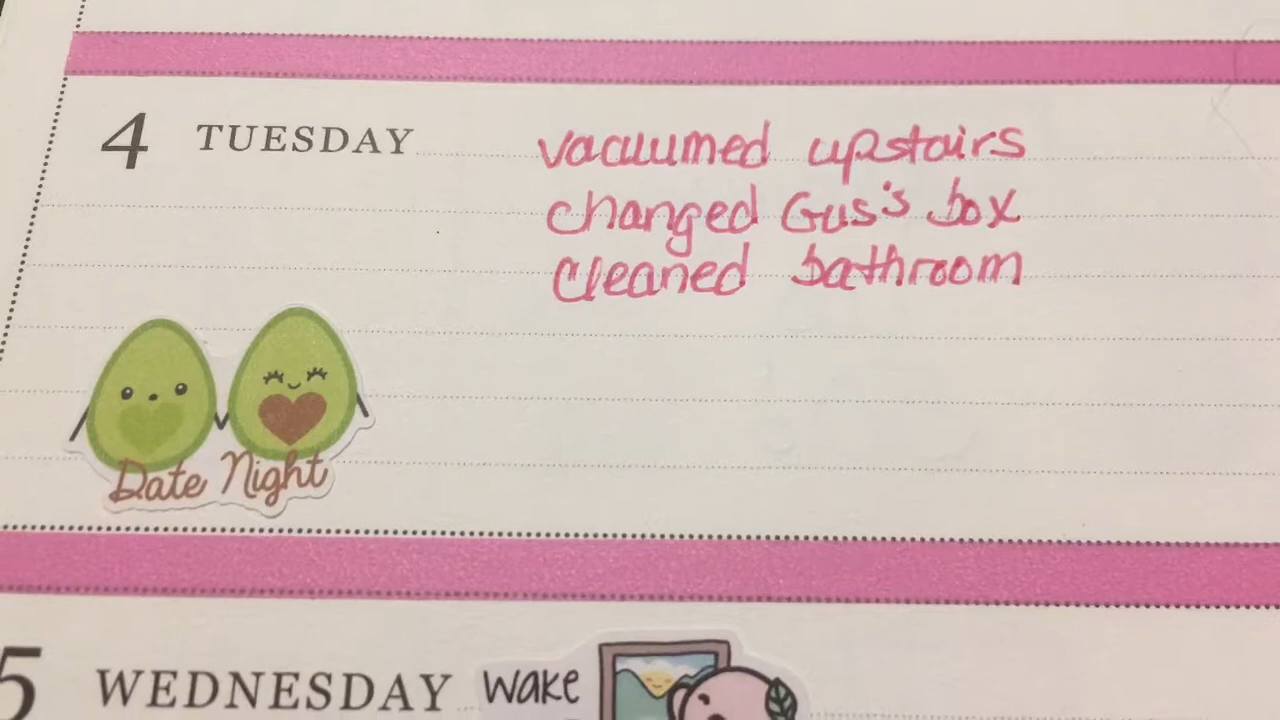 4 TUESDAY
vacuumed upstairs
changed Gus's box
cleaned bathroom
Date Night
5 WEDNESDAY
wake